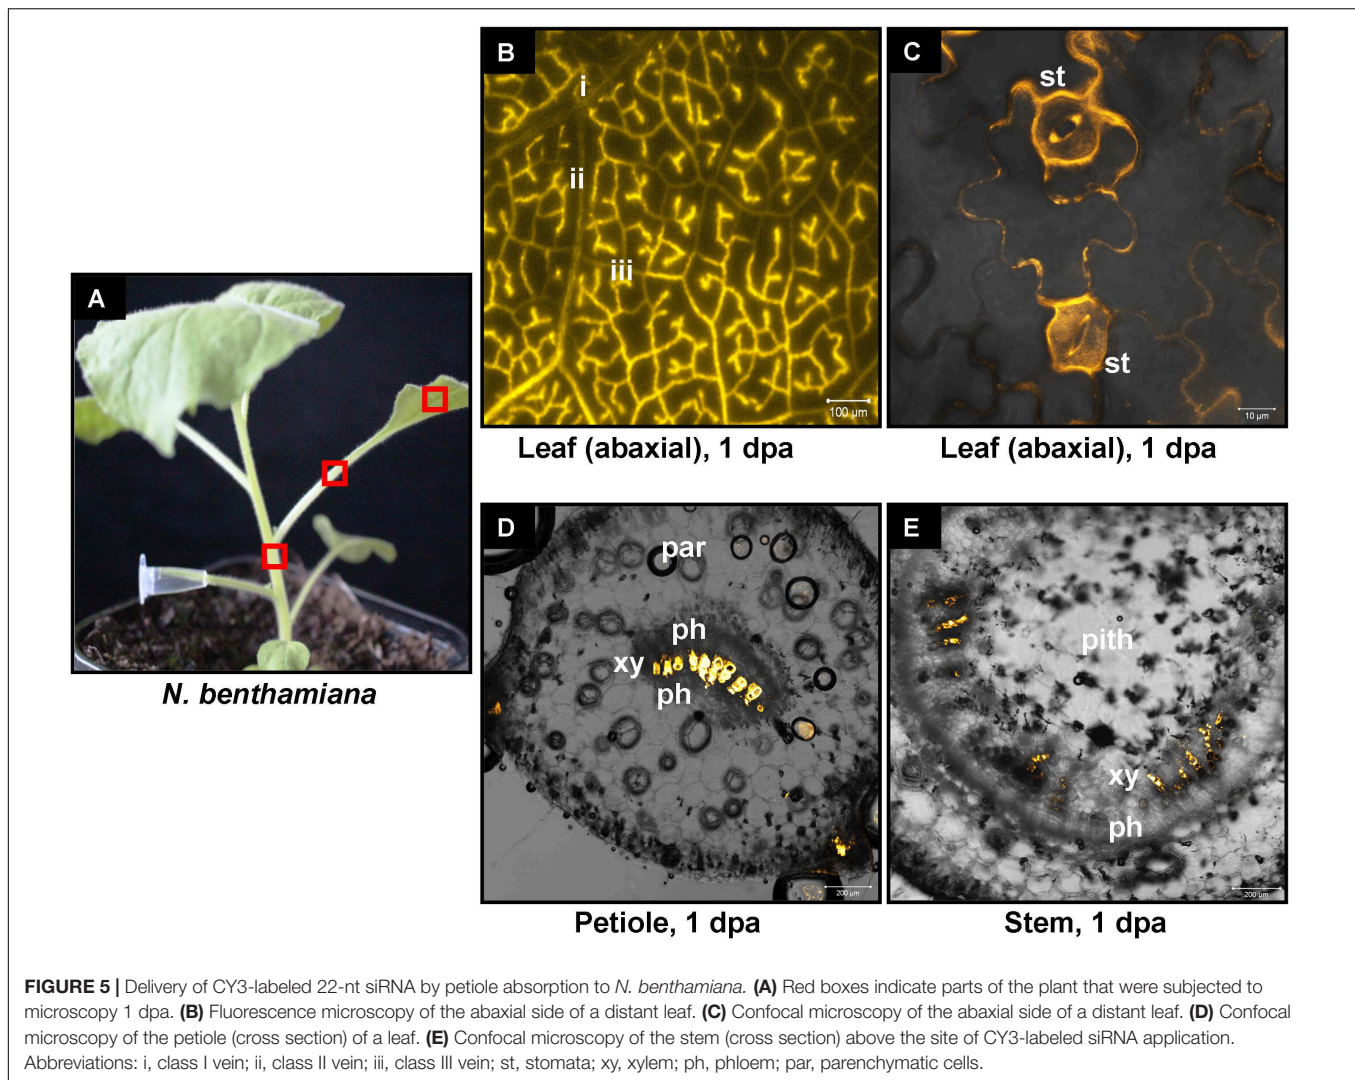 A
N. benthamiana
B
i
ii
iii
100 µm
Leaf (abaxial), 1 dpa
C
st
st
10 µm
Leaf (abaxial), 1 dpa
D
par
ph
xy
ph
200 µm
Petiole, 1 dpa
E
pith
xy
ph
200 µm
Stem, 1 dpa
FIGURE 5 | Delivery of CY3-labeled 22-nt siRNA by petiole absorption to N. benthamiana. (A) Red boxes indicate parts of the plant that were subjected to
microscopy 1 dpa. (B) Fluorescence microscopy of the abaxial side of a distant leaf. (C) Confocal microscopy of the abaxial side of a distant leaf. (D) Confocal
microscopy of the petiole (cross section) of a leaf. (E) Confocal microscopy of the stem (cross section) above the site of CY3-labeled siRNA application.
Abbreviations: i, class I vein; ii, class II vein; iii, class III vein; st, stomata; xy, xylem; ph, phloem; par, parenchymatic cells.